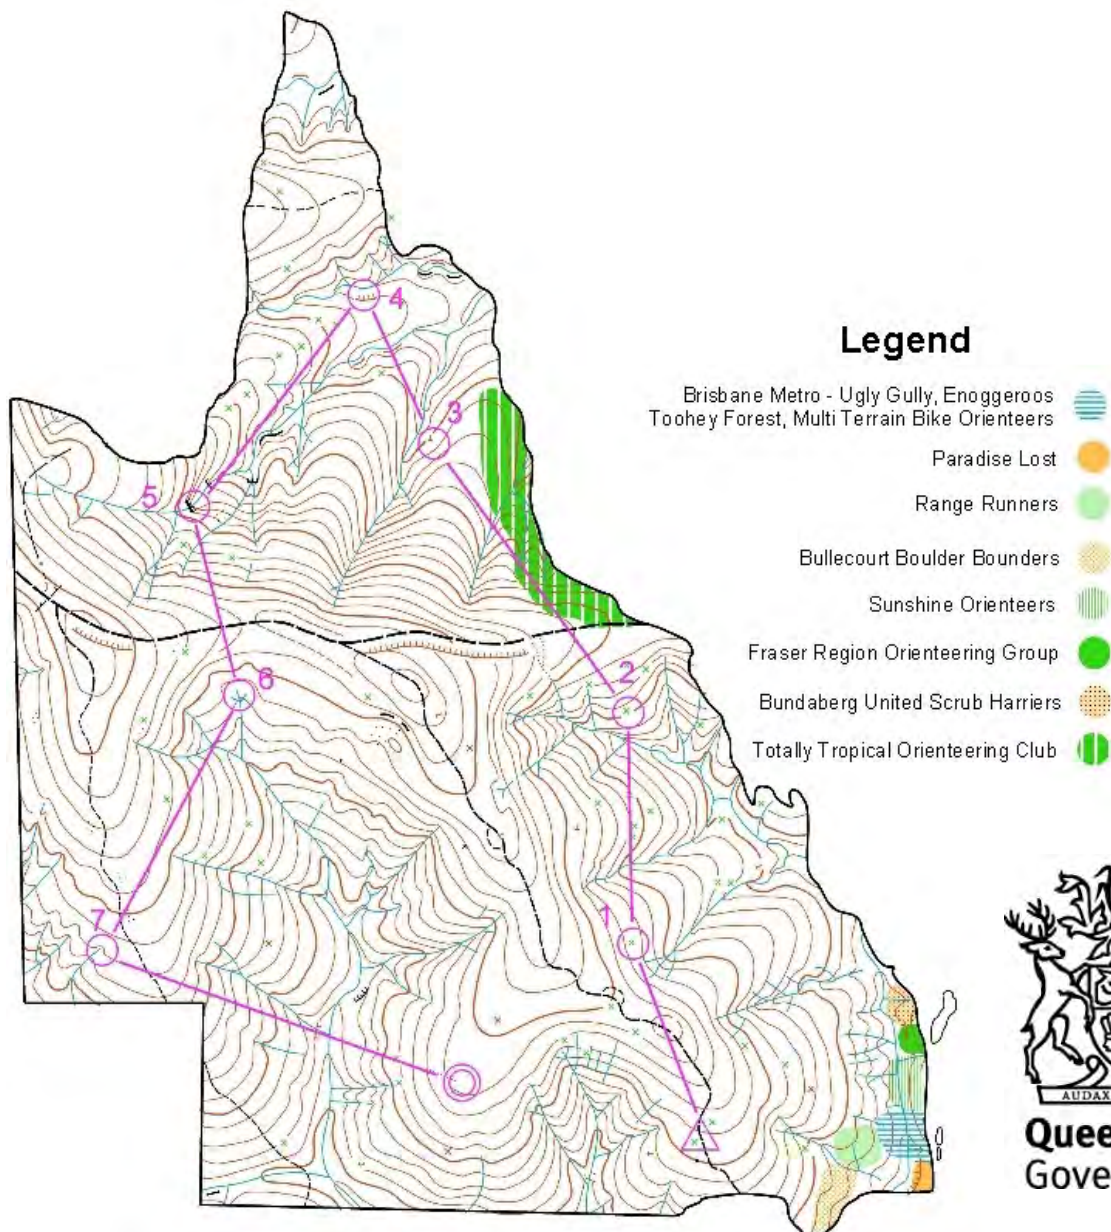 4
3
5
2
6
1
7
Legend
Brisbane Metro - Ugly Gully, Enoggeroos
Toohey Forest, Multi Terrain Bike Orienteers
Paradise Lost
Range Runners
Bullecourt Boulder Bounders
Sunshine Orienteers
Fraser Region Orienteering Group
Bundaberg United Scrub Harriers
Totally Tropical Orienteering Club
AUDAX
Quee
Gove